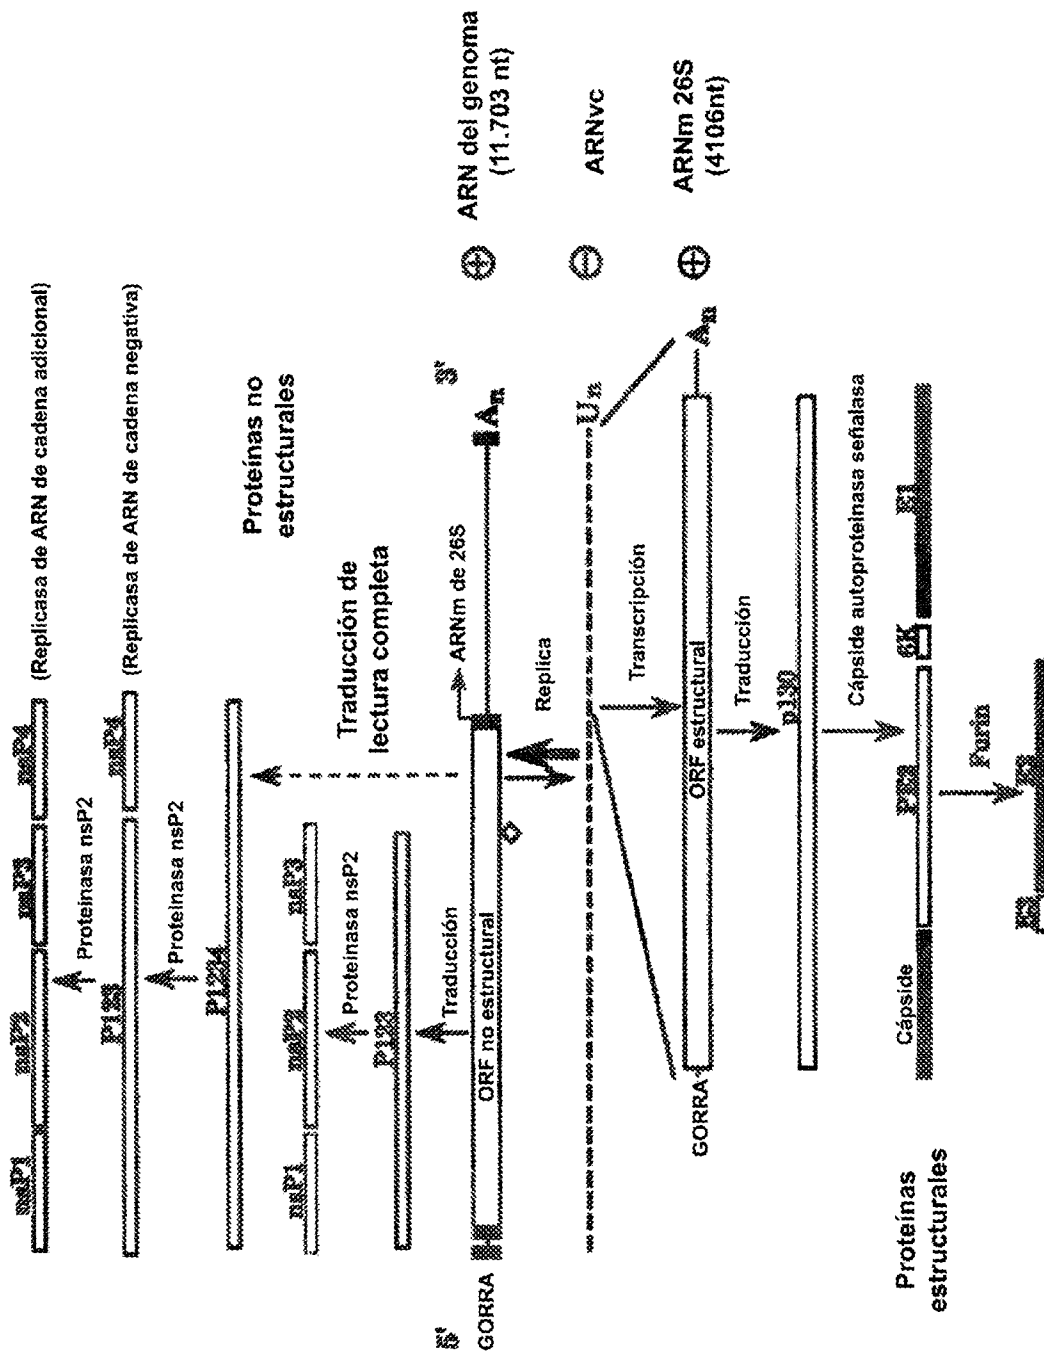 nsP1 nsP2 nsP3 nsP4 (Replicasa de ARN de cadena adicional)
Proteinasa nsP2
P123 nsP4 (Replicasa de ARN de cadena negativa)
Proteinasa nsP2
P1234
Proteínas no
estructurales
nsP1 nsP2 nsP3
Proteinasa nsP2
Traducción de
lectura completa
P123
Traducción
ARNm de 26S
5' 3'
GORRA ORF no estructural An ARN del genoma
(11.703 nt)
Replica
Un ARNvc
Transcripción
GORRA ORF estructural An ARNm 26S
(4106nt)
Traducción
p130
Cápside autoproteinasa señalasa
Proteínas
estructurales
Cápside PE2 6K E1
Furin